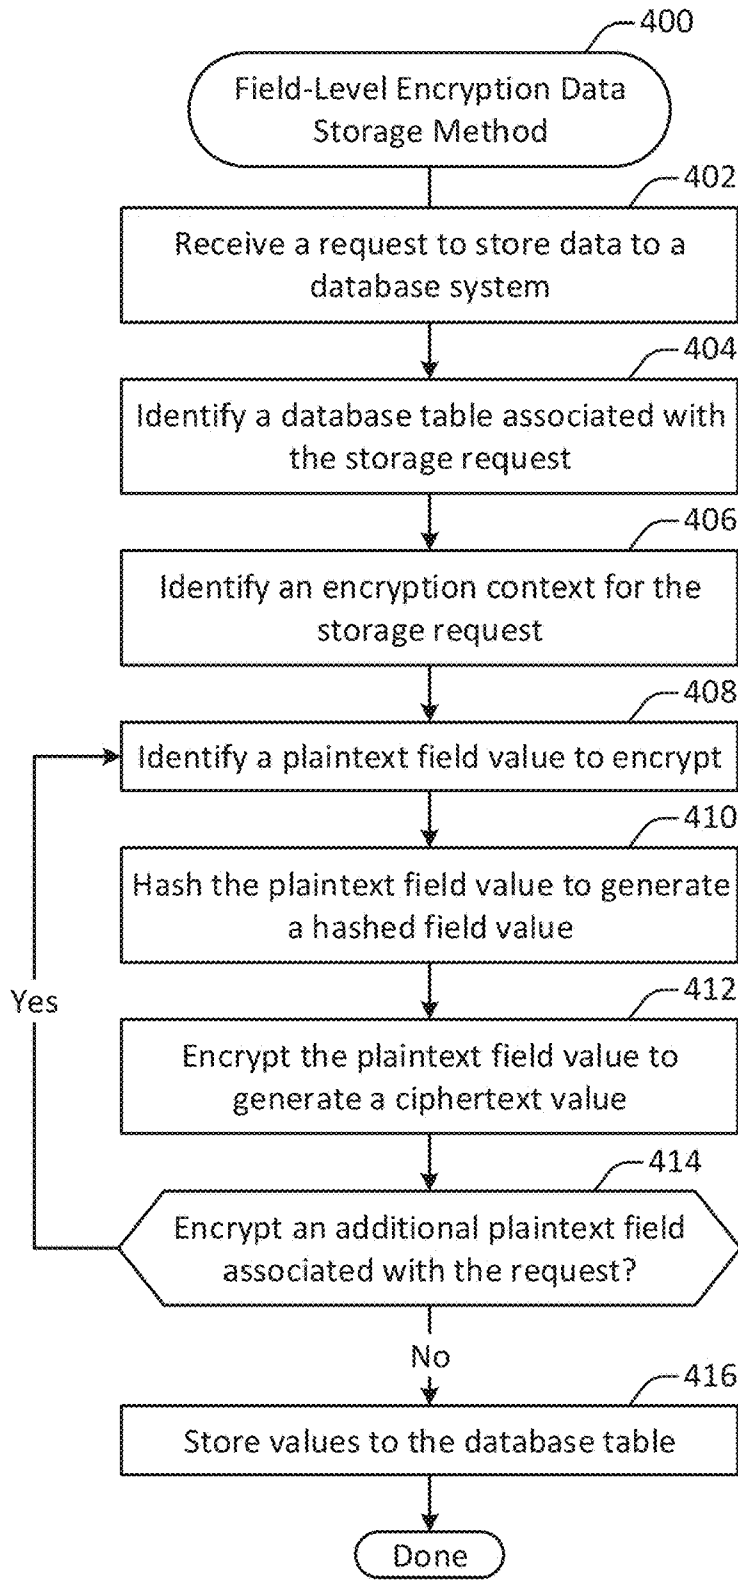 400
Field-Level Encryption Data
Storage Method
402
Receive a request to store data to a
database system
404
Identify a database table associated with
the storage request
406
Identify an encryption context for the
storage request
408
Identify a plaintext field value to encrypt
410
Hash the plaintext field value to generate
a hashed field value
Yes
412
Encrypt the plaintext field value to
generate a ciphertext value
414
Encrypt an additional plaintext field
associated with the request?
No
416
Store values to the database table
Done